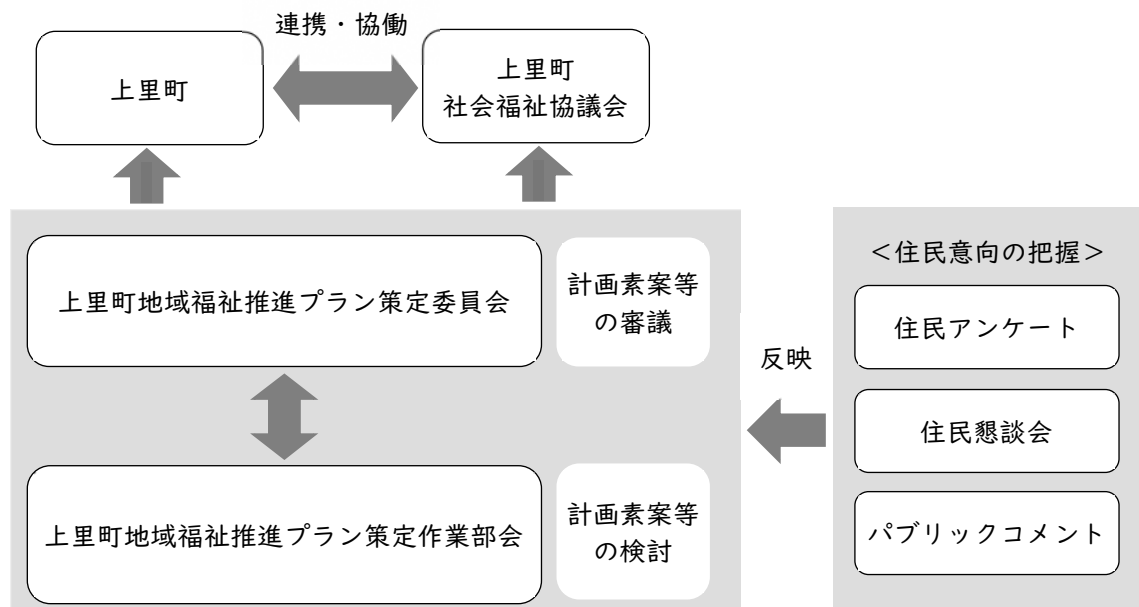 連携・協働
上里町
上里町
社会福祉協議会
上里町地域福祉推進プラン策定委員会
計画素案等
の審議
上里町地域福祉推進プラン策定作業部会
計画素案等
の検討
反映
＜住民意向の把握＞
住民アンケート
住民懇談会
パブリックコメント